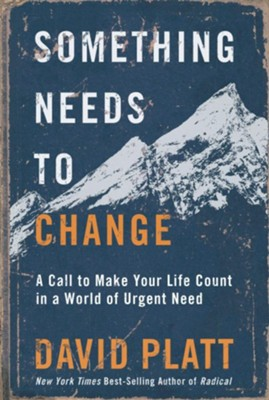 SOMETHING
NEEDS
TO
CHANGE
A Call to Make Your Life Count
in a World of Urgent Need
DAVID PLATT
New York Times Best-Selling Author of Radical